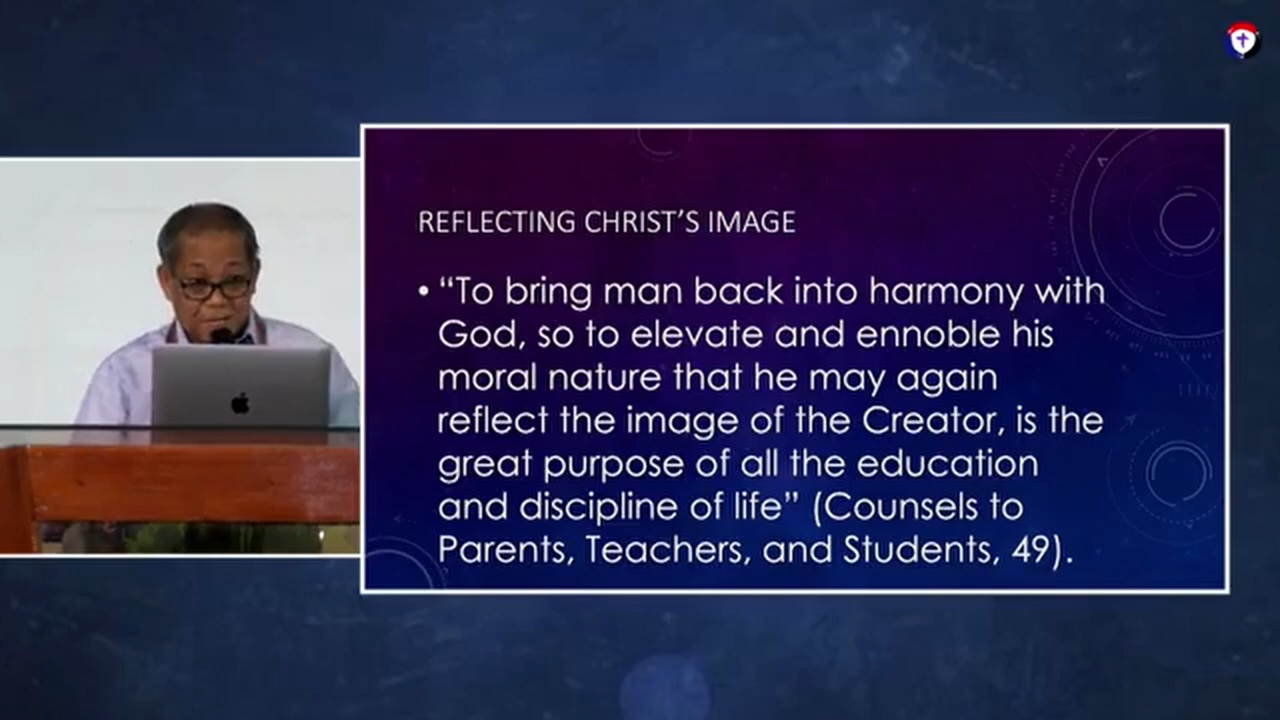 REFLECTING CHRIST’S IMAGE
• “To bring man back into harmony with
God, so to elevate and ennoble his
moral nature that he may again
reflect the image of the Creator, is the
great purpose of all the education
and discipline of life” (Counsels to
Parents, Teachers, and Students, 49).